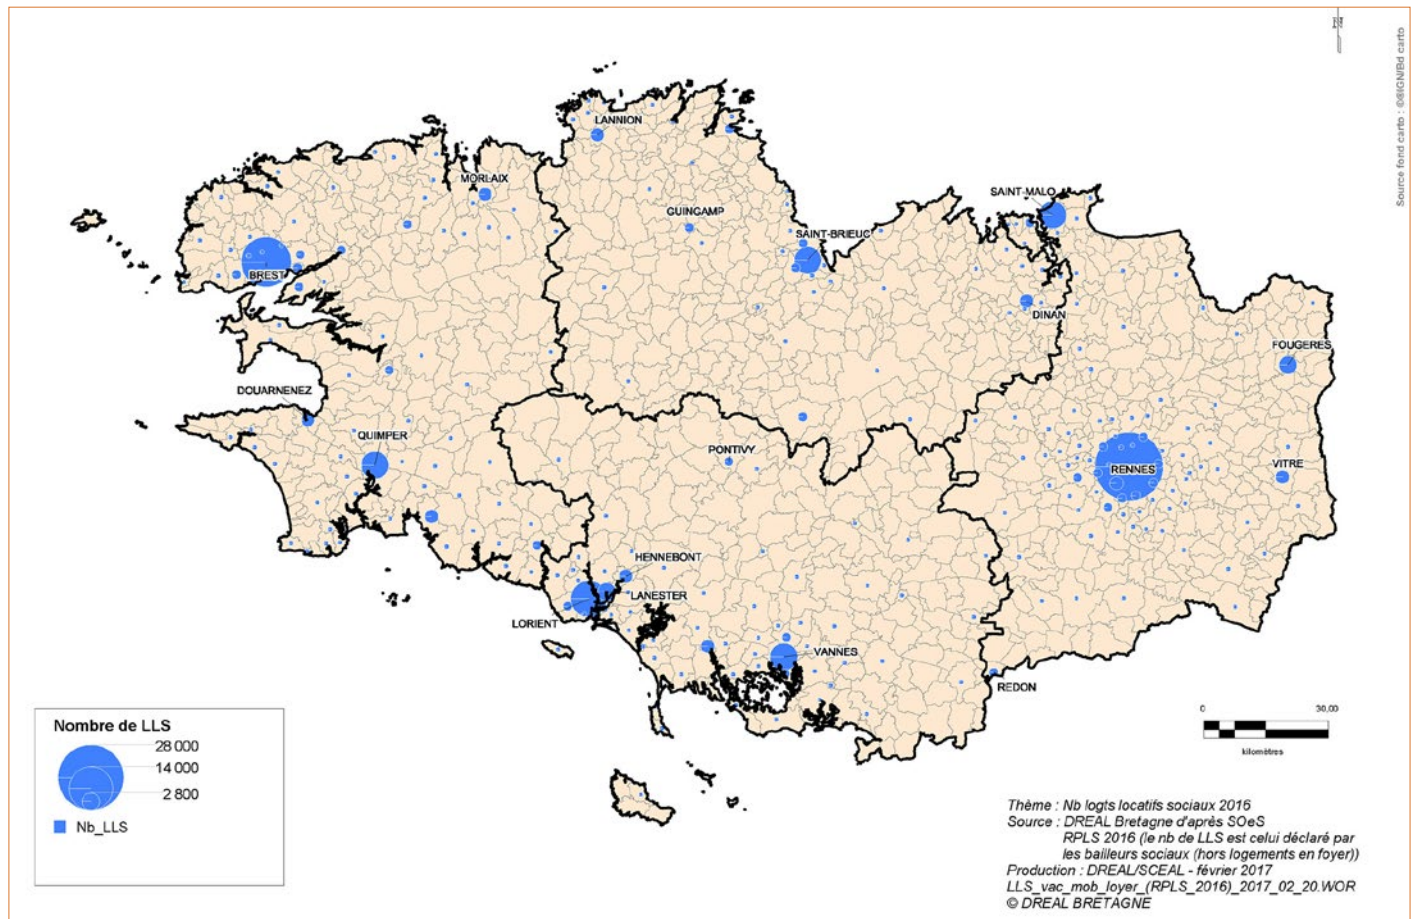 Source fond carto : ©®IGN/Bd carto
LANNION
MORLAIX
SAINT-MALO
GUINGAMP
SAINT-BRIEUC
BREST
DINAN
FOUGERES
DOUARNENEZ
QUIMPER
PONTIVY
RENNES
VITRE
HENNEBONT
LANESTER
LORIENT
VANNES
REDON
Nombre de LLS
28 000
14 000
2 800
Nb_LLS
0 30,00
kilomètres
Thème : Nb logts locatifs sociaux 2016
Source : DREAL Bretagne d'après SOeS
RPLS 2016 (le nb de LLS est celui déclaré par
les bailleurs sociaux (hors logements en foyer))
Production : DREAL/SCEAL - février 2017
LLS_vac_mob_loyer_(RPLS_2016)_2017_02_20.WOR
© DREAL BRETAGNE